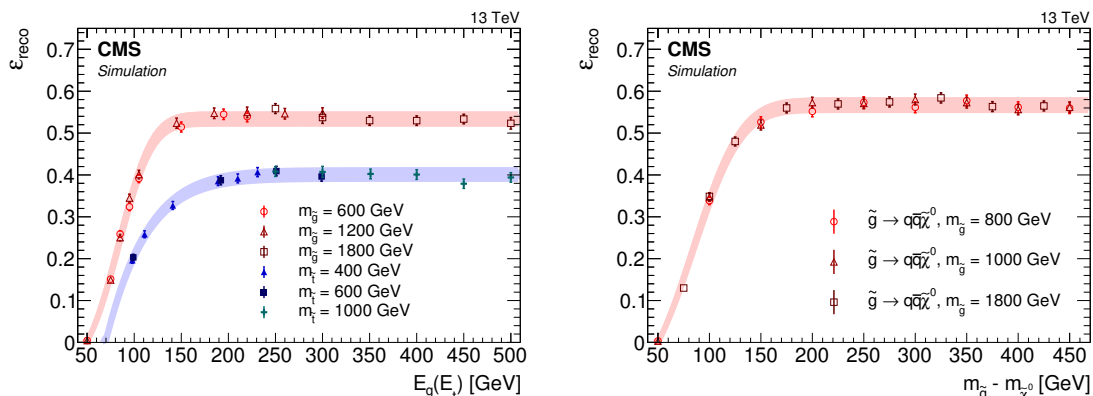 13 TeV
CMS
Simulation
ε_reco
0.7
0.6
0.5
0.4
0.3
0.2
0.1
0
m_g̃ = 600 GeV
m_g̃ = 1200 GeV
m_g̃ = 1800 GeV
m_t̃ = 400 GeV
m_t̃ = 600 GeV
m_t̃ = 1000 GeV
50 100 150 200 250 300 350 400 450 500
E_g(E_t) [GeV]
13 TeV
CMS
Simulation
ε_reco
0.7
0.6
0.5
0.4
0.3
0.2
0.1
0
g̃ → qq̅χ̃⁰, m_g̃ = 800 GeV
g̃ → qq̅χ̃⁰, m_g̃ = 1000 GeV
g̃ → qq̅χ̃⁰, m_g̃ = 1800 GeV
50 100 150 200 250 300 350 400 450
m_g̃ - m_χ̃⁰ [GeV]